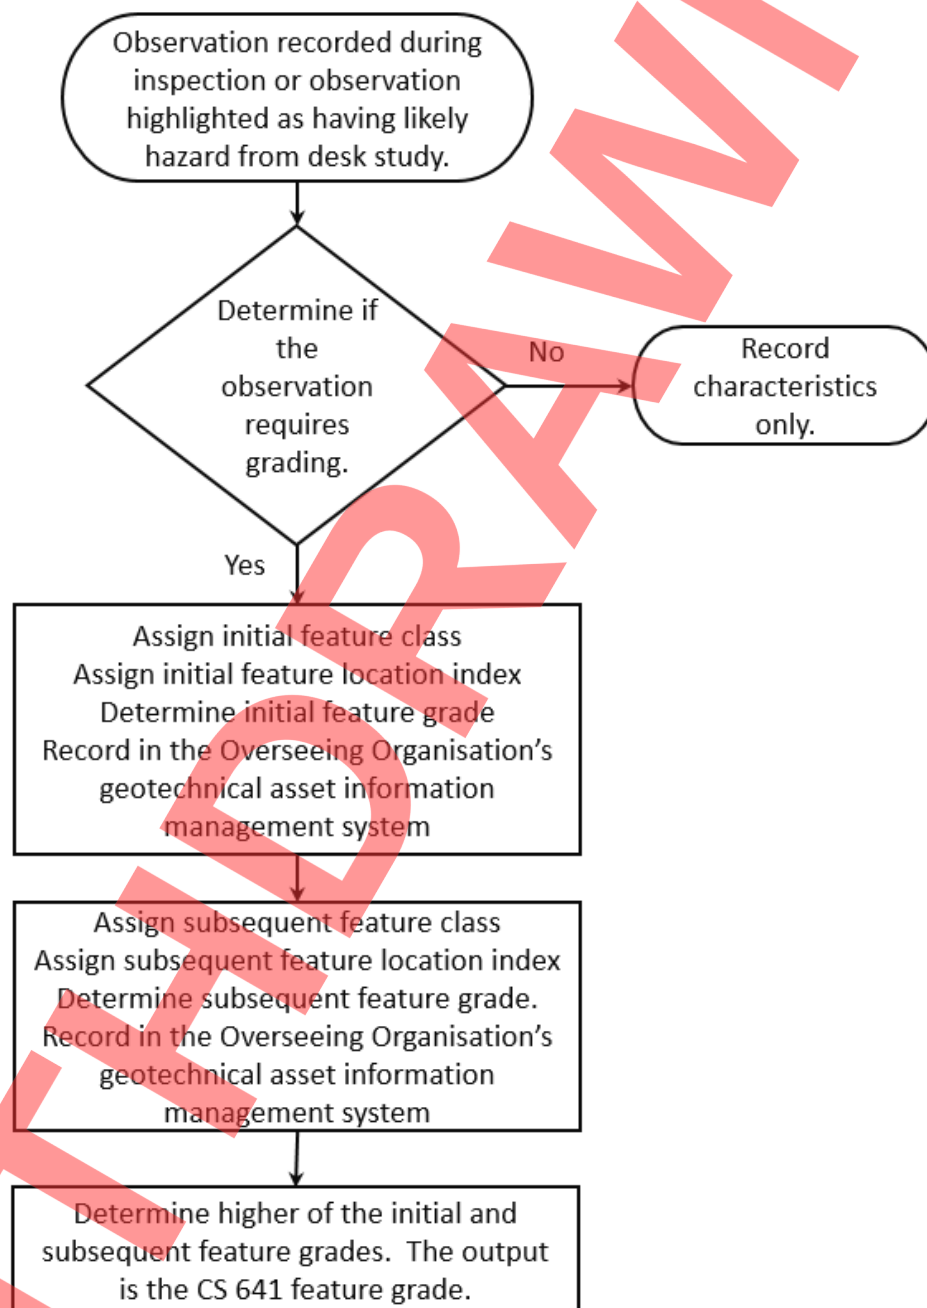 Observation recorded during
inspection or observation
highlighted as having likely
hazard from desk study.
Determine if
the
observation
requires
grading.
No
Record
characteristics
only.
Yes
Assign initial feature class
Assign initial feature location index
Determine initial feature grade
Record in the Overseeing Organisation's
geotechnical asset information
management system
Assign subsequent feature class
Assign subsequent feature location index
Determine subsequent feature grade.
Record in the Overseeing Organisation's
geotechnical asset information
management system
Determine higher of the initial and
subsequent feature grades.  The output
is the CS 641 feature grade.
THDRAW